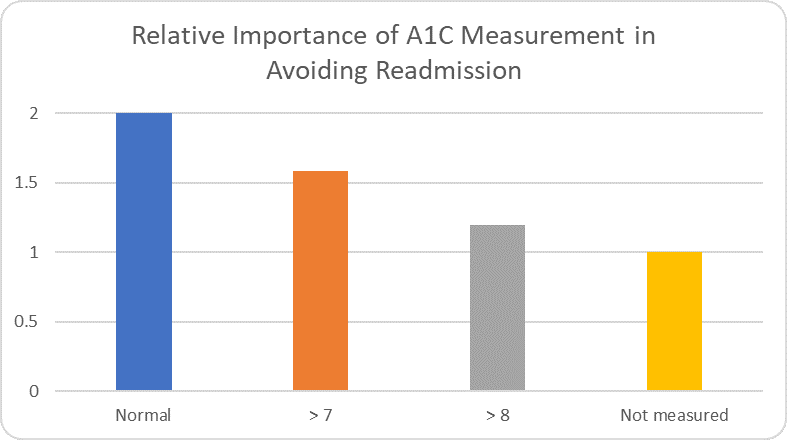 Relative Importance of A1C Measurement in
Avoiding Readmission
2
1.5
1
0.5
0
Normal
> 7
> 8
Not measured